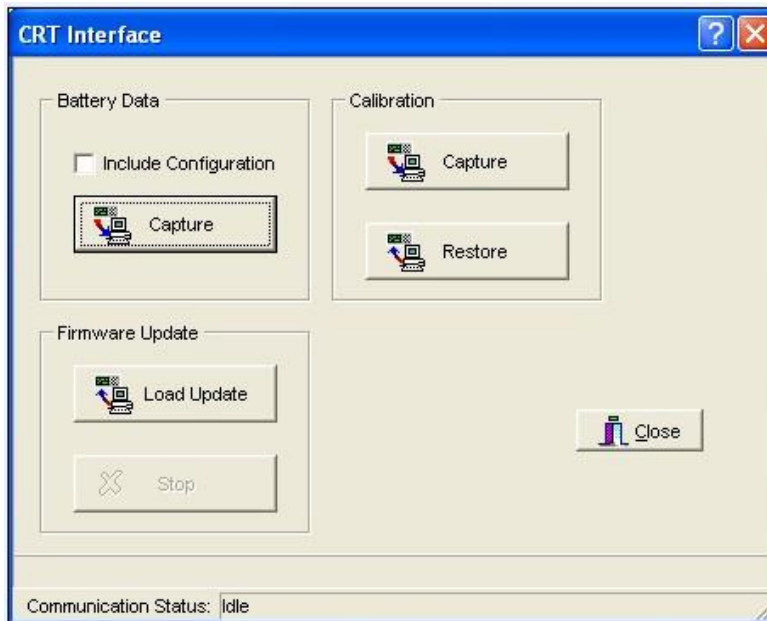 CRT Interface
Battery Data
Include Configuration
Capture
Calibration
Capture
Restore
Firmware Update
Load Update
Stop
Close
Communication Status: Idle